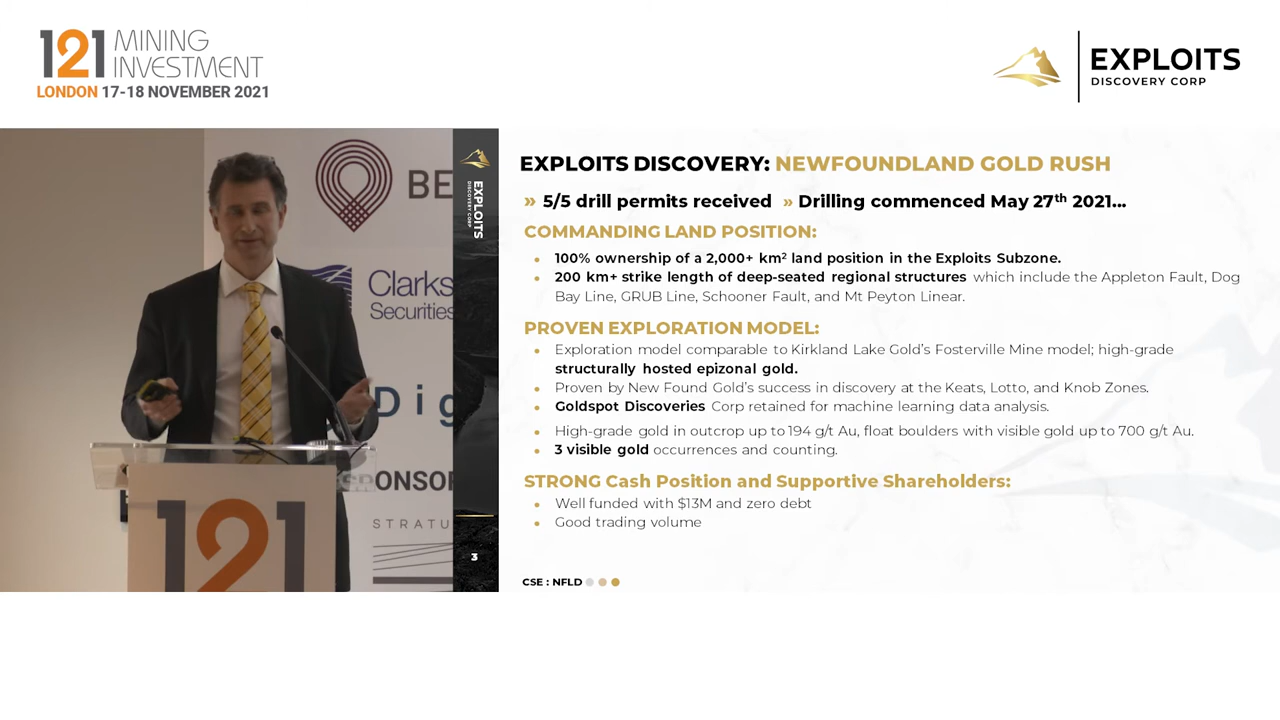 121 MINING
INVESTMENT
LONDON 17-18 NOVEMBER 2021
EXPLOITS
DISCOVERY CORP
BE
Clarks
Securities
Dig
ONSOR
STRATU
121
EXPLOITS
DISCOVERY CORP
3
EXPLOITS DISCOVERY: NEWFOUNDLAND GOLD RUSH
» 5/5 drill permits received » Drilling commenced May 27th 2021...
COMMANDING LAND POSITION:
• 100% ownership of a 2,000+ km² land position in the Exploits Subzone.
• 200 km+ strike length of deep-seated regional structures which include the Appleton Fault, Dog
Bay Line, GRUB Line, Schooner Fault, and Mt Peyton Linear.
PROVEN EXPLORATION MODEL:
• Exploration model comparable to Kirkland Lake Gold's Fosterville Mine model; high-grade
structurally hosted epizonal gold.
• Proven by New Found Gold's success in discovery at the Keats, Lotto, and Knob Zones.
• Goldspot Discoveries Corp retained for machine learning data analysis.
• High-grade gold in outcrop up to 194 g/t Au, float boulders with visible gold up to 700 g/t Au.
• 3 visible gold occurrences and counting.
STRONG Cash Position and Supportive Shareholders:
• Well funded with $13M and zero debt
• Good trading volume
CSE : NFLD